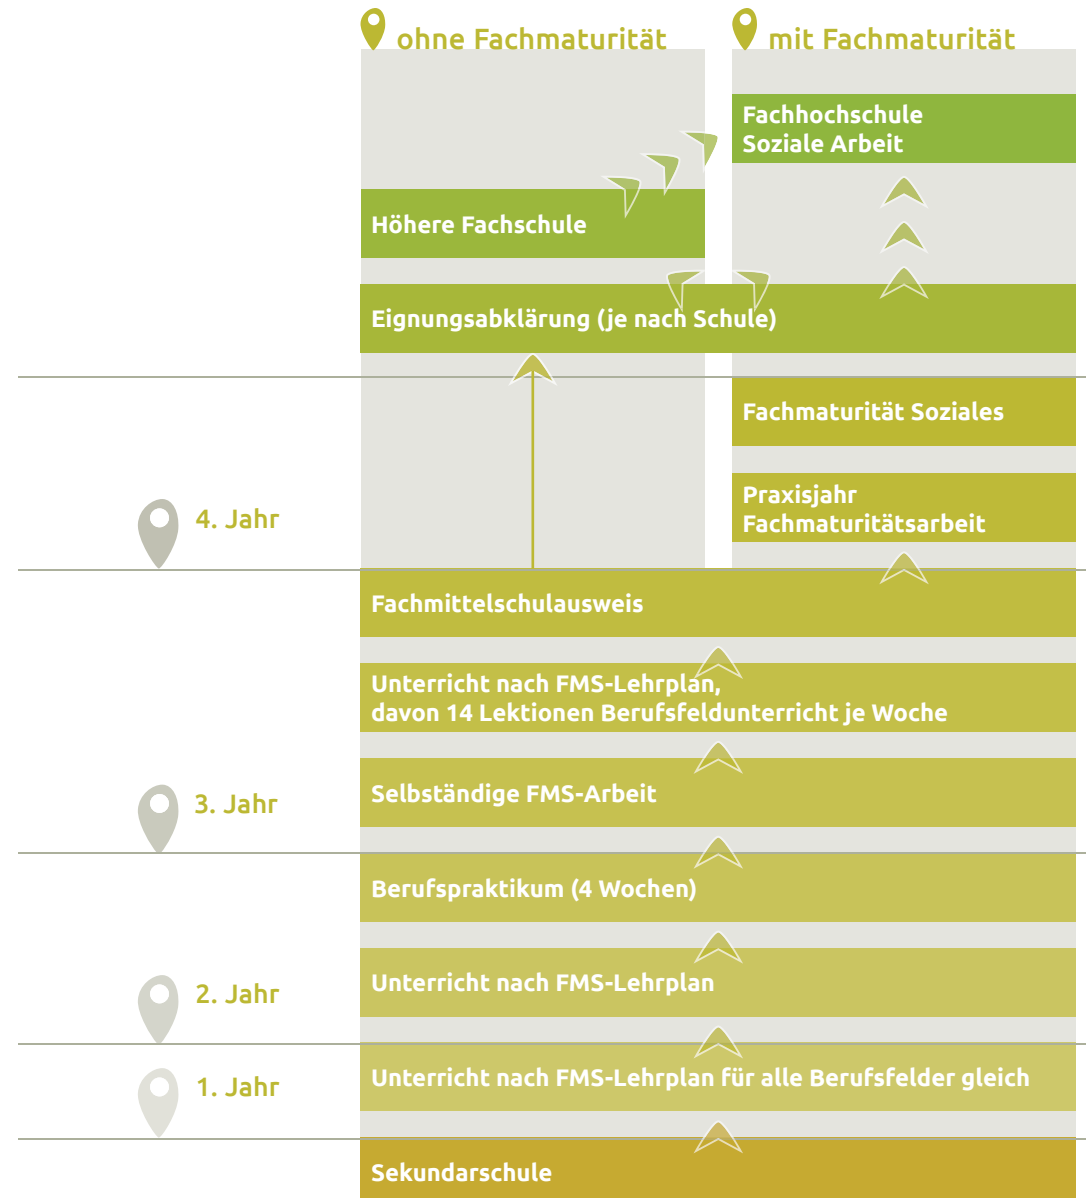 ohne Fachmaturität
mit Fachmaturität
Fachhochschule
Soziale Arbeit
Höhere Fachschule
Eignungsabklärung (je nach Schule)
Fachmaturität Soziales
Praxisjahr
Fachmaturitätsarbeit
4. Jahr
Fachmittelschulausweis
Unterricht nach FMS-Lehrplan,
davon 14 Lektionen Berufsfeldunterricht je Woche
Selbständige FMS-Arbeit
3. Jahr
Berufspraktikum (4 Wochen)
Unterricht nach FMS-Lehrplan
2. Jahr
Unterricht nach FMS-Lehrplan für alle Berufsfelder gleich
1. Jahr
Sekundarschule